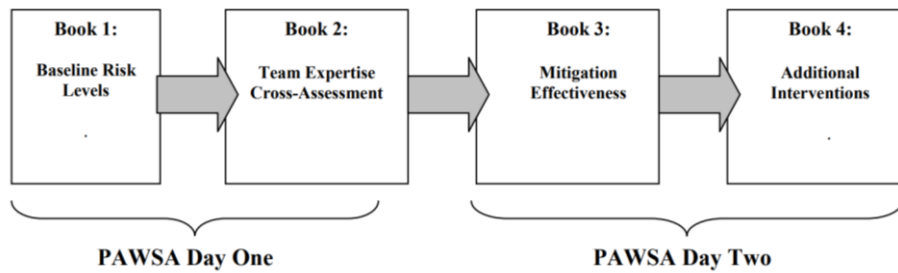 Book 1:
Baseline Risk
Levels
.
Book 2:
Team Expertise
Cross-Assessment
Book 3:
Mitigation
Effectiveness
Book 4:
Additional
Interventions
.
PAWSA Day One
PAWSA Day Two